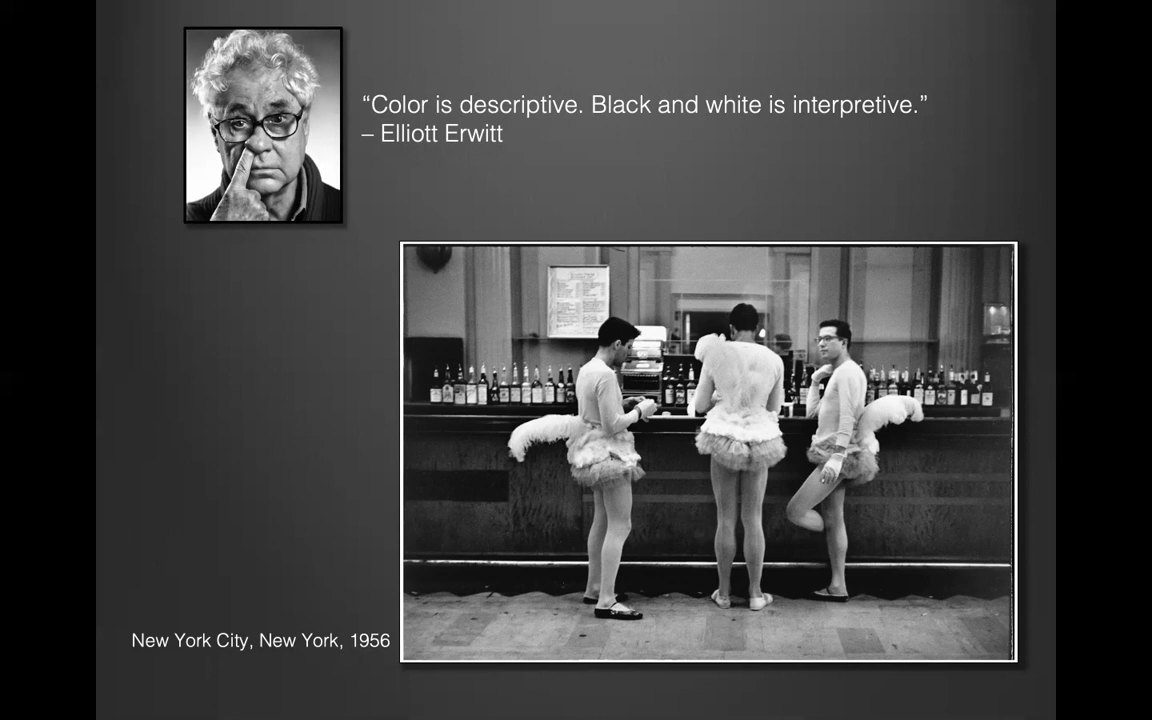 “Color is descriptive. Black and white is interpretive.”
– Elliott Erwitt
New York City, New York, 1956